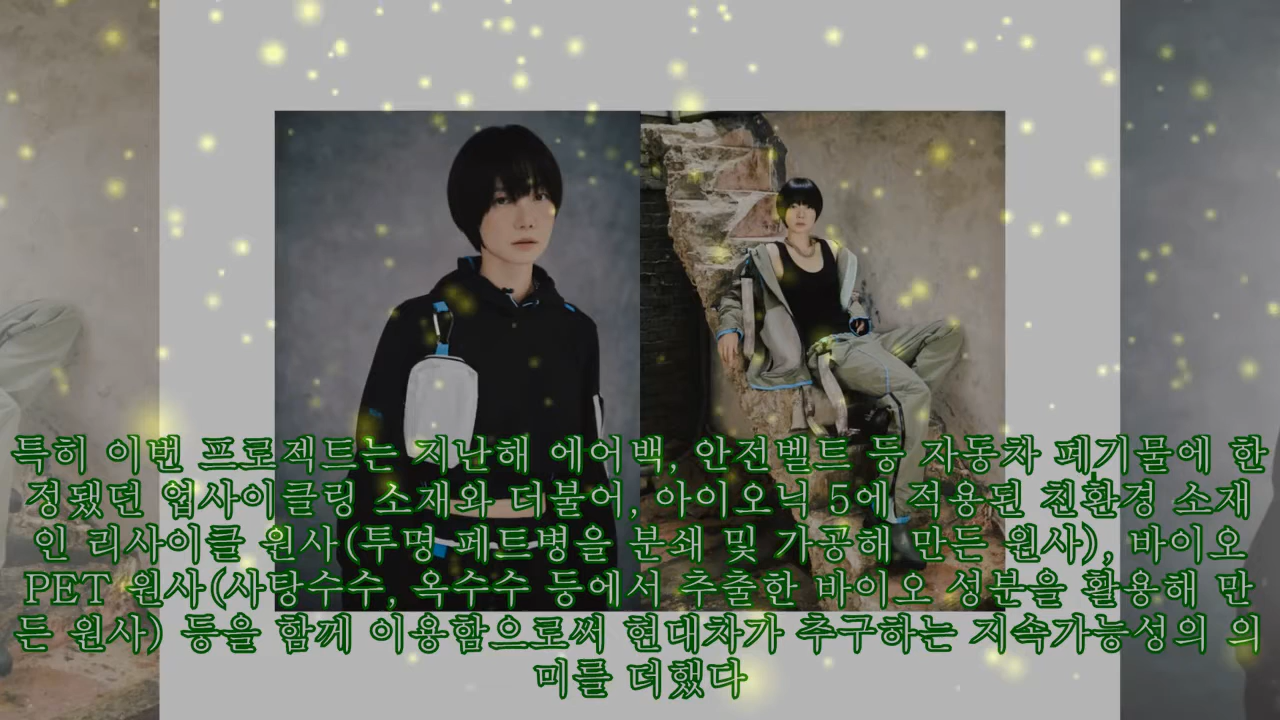 특히 이번 프로젝트는 지난해 에어백, 안전벨트 등 자동차 폐기물에 한
정됐던 업사이클링 소재와 더불어, 아이오닉 5에 적용된 친환경 소재
인 리사이클 원사(투명 페트병을 분쇄 및 가공해 만든 원사), 바이오
PET 원사(사탕수수, 옥수수 등에서 추출한 바이오 성분을 활용해 만
든 원사) 등을 함께 이용함으로써 현대차가 추구하는 지속가능성의 의
미를 더했다